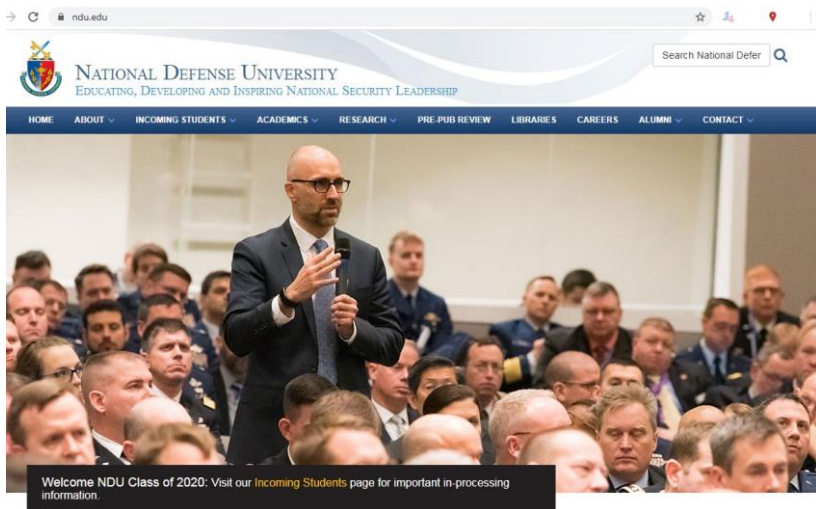 ndu.edu
Search National Defer
NATIONAL DEFENSE UNIVERSITY
EDUCATING, DEVELOPING AND INSPIRING NATIONAL SECURITY LEADERSHIP
HOME ABOUT INCOMING STUDENTS ACADEMICS RESEARCH PRE-PUB REVIEW LIBRARIES CAREERS ALUMNI CONTACT
Welcome NDU Class of 2020: Visit our Incoming Students page for important in-processing
information.